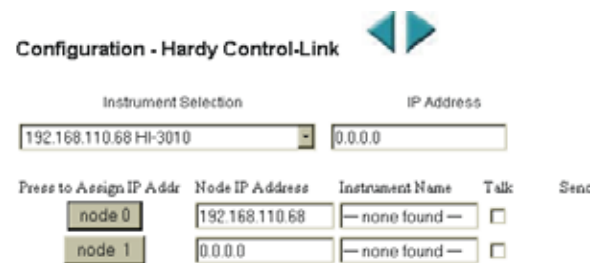 Configuration - Hardy Control-Link
Instrument Selection IP Address
192.168.110.68 HI-3010 0.0.0.0
Press to Assign IP Addr Node IP Address Instrument Name Talk Send
node 0 192.168.110.68 — none found —
node 1 0.0.0.0 — none found —